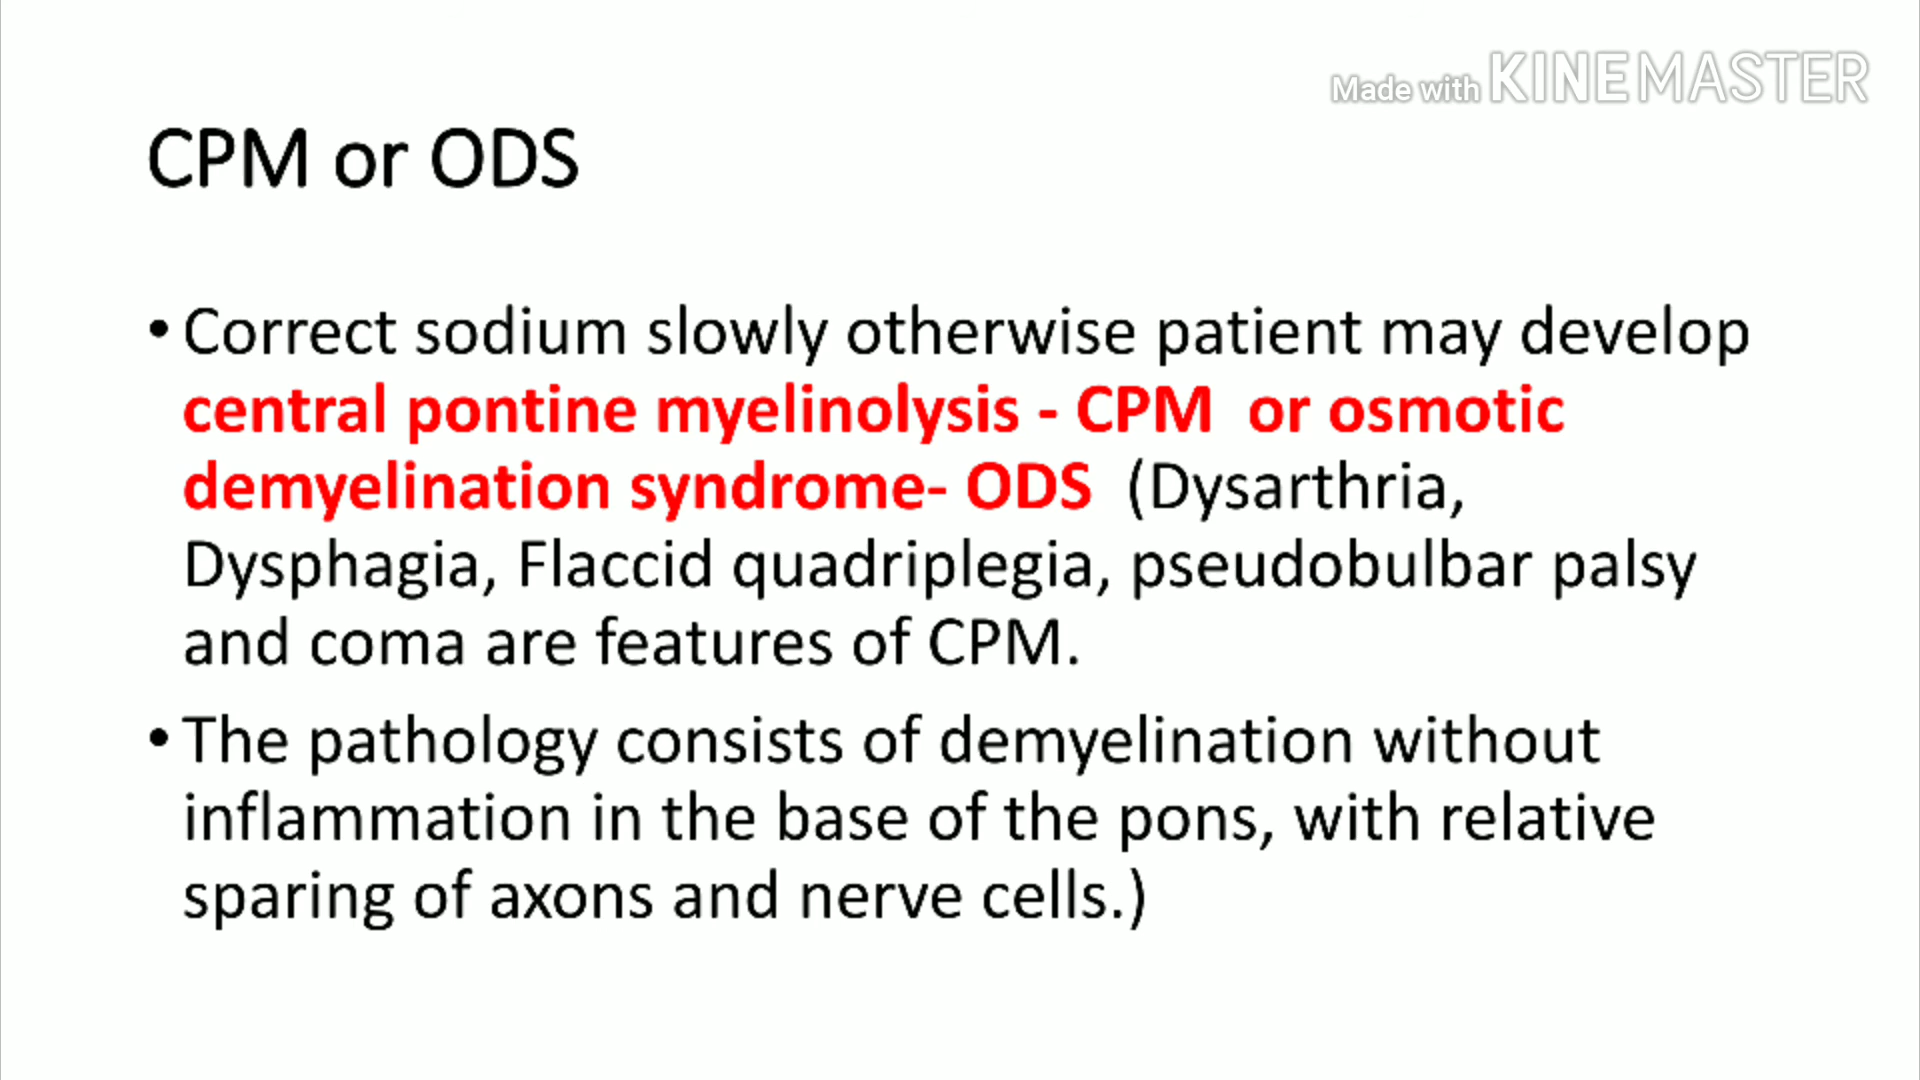 Made with KINEMASTER
CPM or ODS
• Correct sodium slowly otherwise patient may develop
central pontine myelinolysis - CPM or osmotic
demyelination syndrome- ODS (Dysarthria,
Dysphagia, Flaccid quadriplegia, pseudobulbar palsy
and coma are features of CPM.
• The pathology consists of demyelination without
inflammation in the base of the pons, with relative
sparing of axons and nerve cells.)